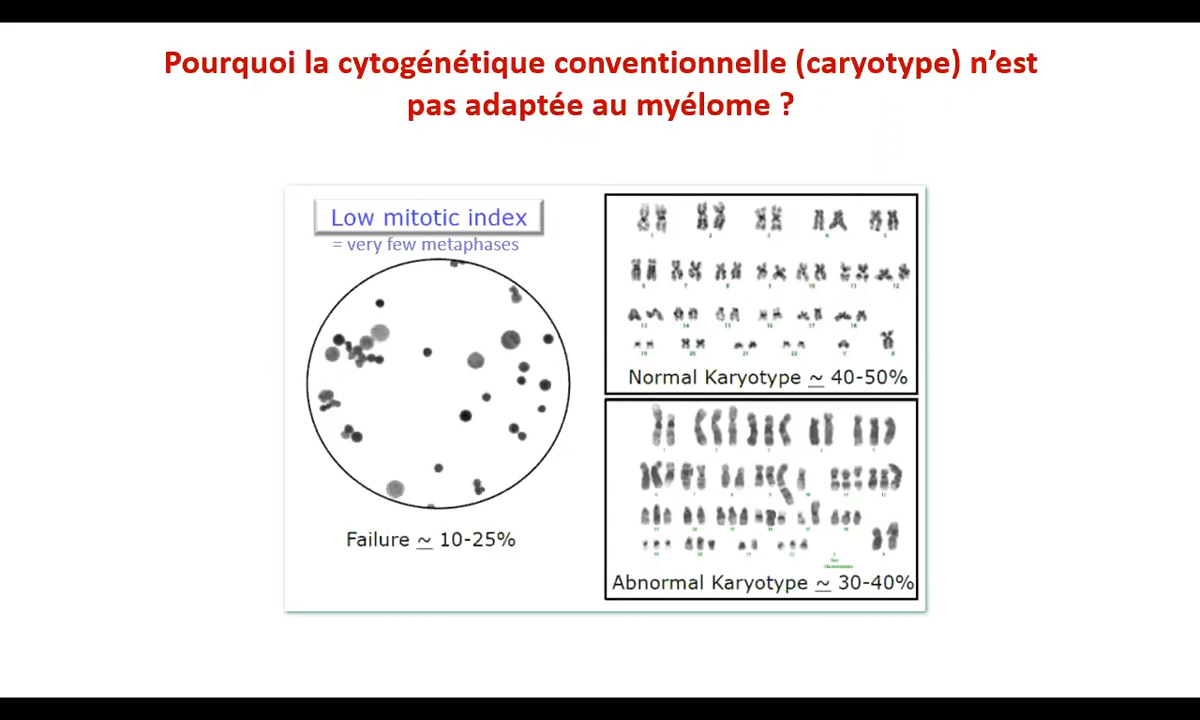 Pourquoi la cytogénétique conventionnelle (caryotype) n’est
pas adaptée au myélome ?
Low mitotic index
= very few metaphases
Failure ~ 10-25%
Normal Karyotype ~ 40-50%
Abnormal Karyotype ~ 30-40%